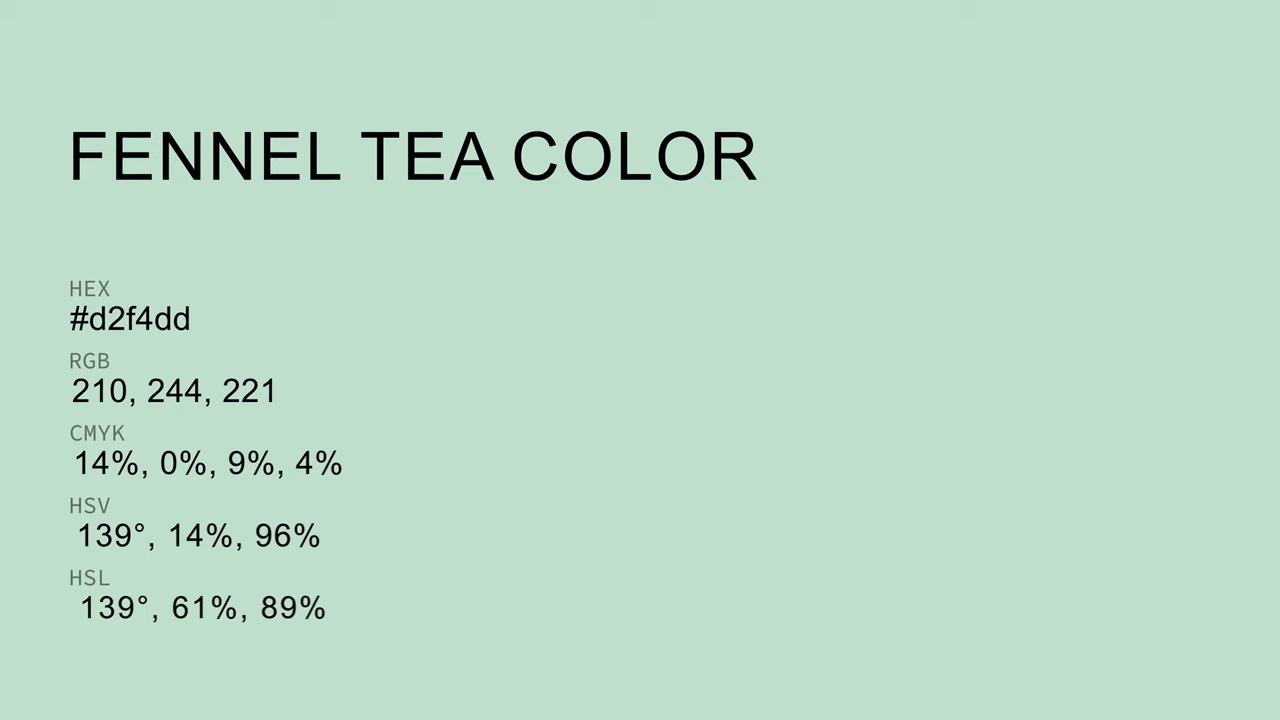 FENNEL TEA COLOR
HEX
#d2f4dd
RGB
210, 244, 221
CMYK
14%, 0%, 9%, 4%
HSV
139°, 14%, 96%
HSL
139°, 61%, 89%